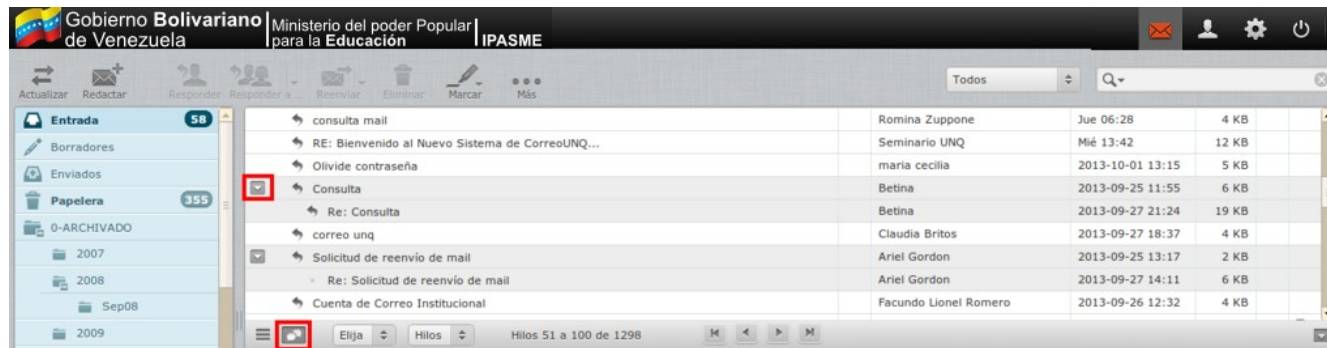 Gobierno Bolivariano
de Venezuela
Ministerio del poder Popular
para la Educación
IPASME
Actualizar Redactar Responder Responder a ... Reenviar Eliminar Marcar Más
Todos
Entrada 58
Borradores
Enviados
Papelera 355
0-ARCHIVADO
2007
2008
Sep08
2009
consulta mail Romina Zuppone Jue 06:28 4 KB
RE: Bienvenido al Nuevo Sistema de CorreoUNQ... Seminario UNQ Mié 13:42 12 KB
Olivide contraseña maria cecilia 2013-10-01 13:15 5 KB
Consulta Betina 2013-09-25 11:55 6 KB
Re: Consulta Betina 2013-09-27 21:24 19 KB
correo unq Claudia Britos 2013-09-27 18:37 4 KB
Solicitud de reenvío de mail Ariel Gordon 2013-09-25 13:17 2 KB
Re: Solicitud de reenvío de mail Ariel Gordon 2013-09-27 14:11 6 KB
Cuenta de Correo Institucional Facundo Lionel Romero 2013-09-26 12:32 4 KB
Elija Hilos Hilos 51 a 100 de 1298